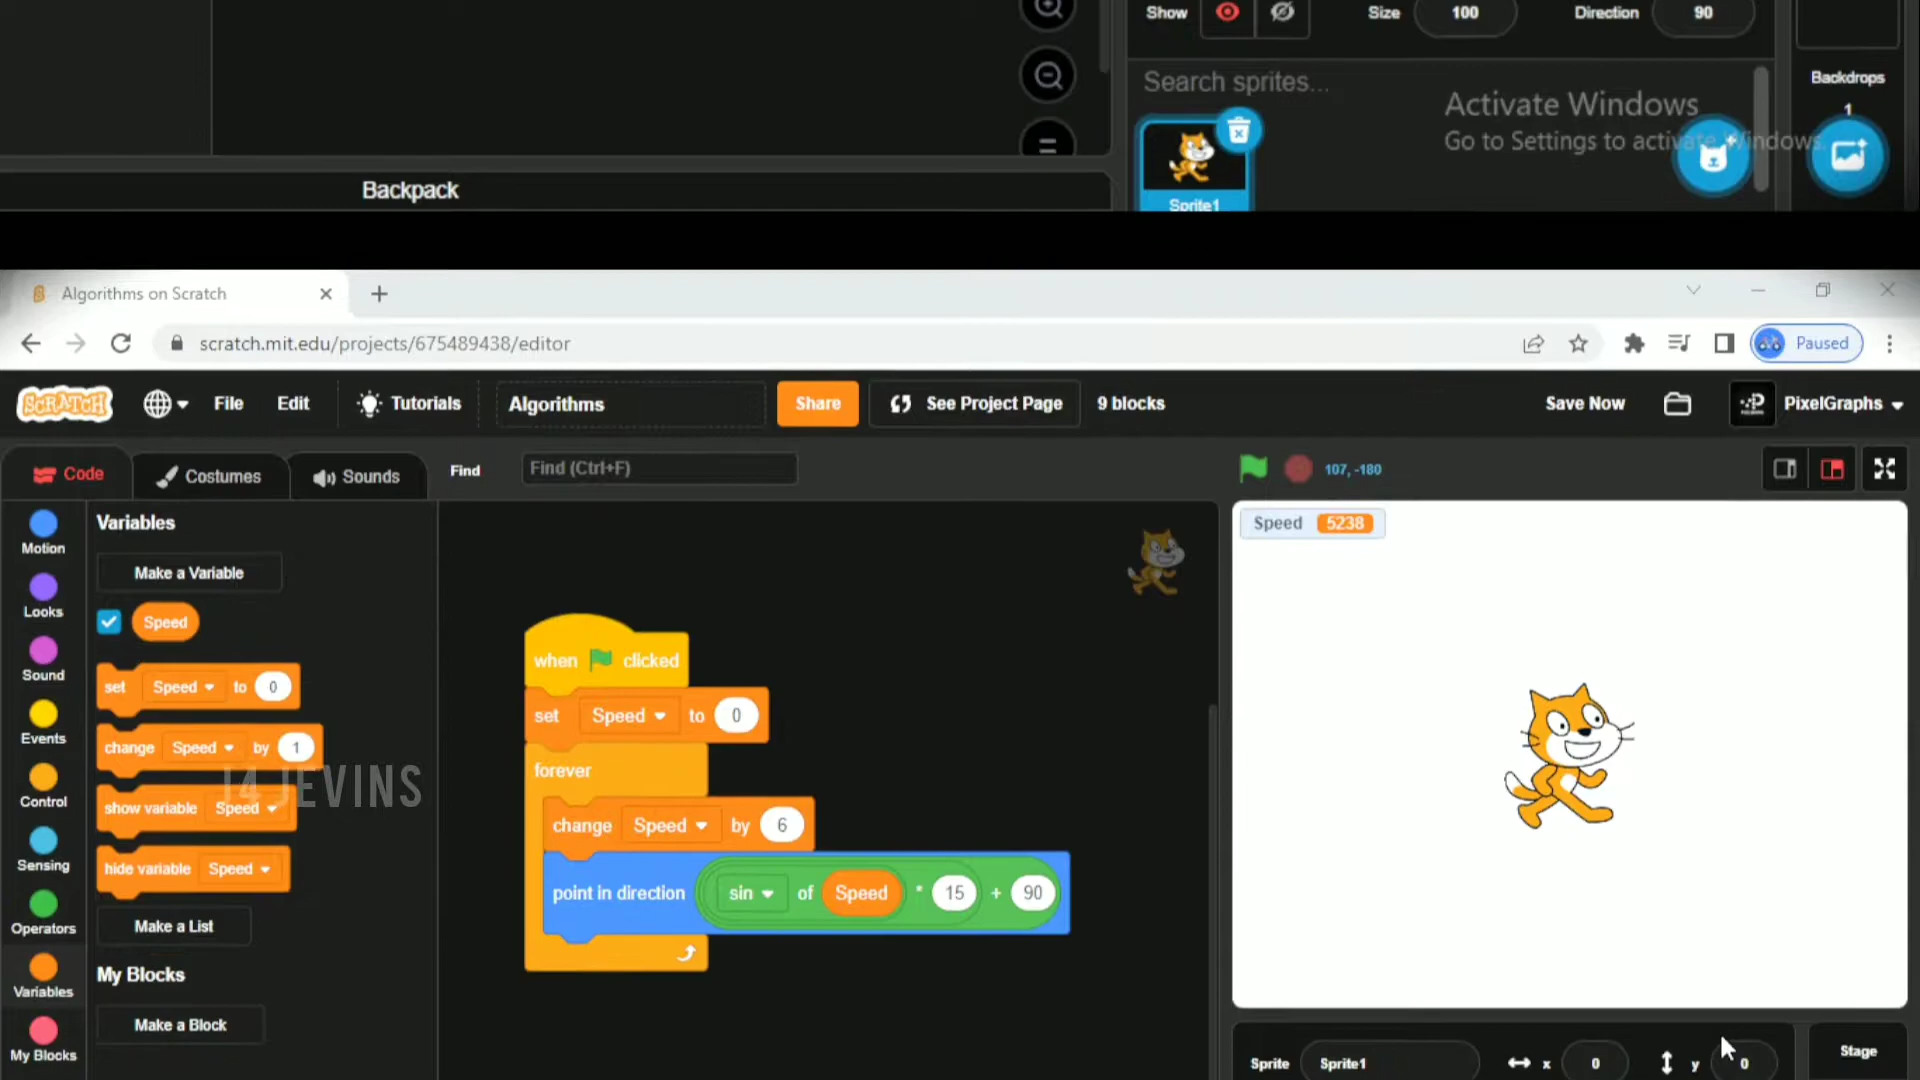 Show
Size 100
Direction 90
Search sprites...
Backdrops
1
Activate Windows
Go to Settings to activate Windows.
Backpack
Sprite1
Algorithms on Scratch
scratch.mit.edu/projects/675489438/editor
Paused
SCRATCH
File
Edit
Tutorials
Algorithms
Share
See Project Page
9 blocks
Save Now
PixelGraphs
Code
Costumes
Sounds
Find
Find (Ctrl+F)
107, -180
Motion
Looks
Sound
Events
Control
Sensing
Operators
Variables
My Blocks
Variables
Make a Variable
Speed
set Speed to 0
change Speed by 1
show variable Speed
hide variable Speed
Make a List
My Blocks
Make a Block
when clicked
set Speed to 0
forever
change Speed by 6
point in direction sin of Speed * 15 + 90
Speed 5238
Sprite Sprite1 x 0 y 0
Stage